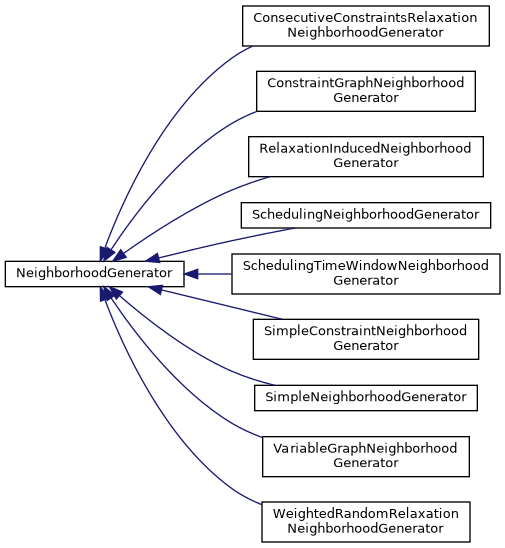 ConsecutiveConstraintsRelaxation
NeighborhoodGenerator
ConstraintGraphNeighborhood
Generator
RelaxationInducedNeighborhood
Generator
SchedulingNeighborhoodGenerator
NeighborhoodGenerator
SchedulingTimeWindowNeighborhood
Generator
SimpleConstraintNeighborhood
Generator
SimpleNeighborhoodGenerator
VariableGraphNeighborhood
Generator
WeightedRandomRelaxation
NeighborhoodGenerator